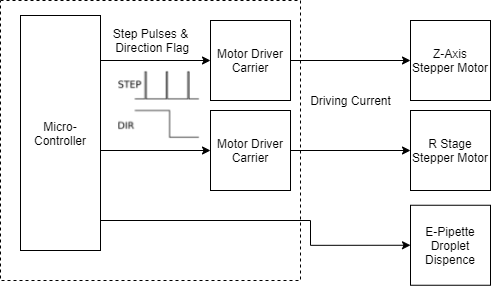 Step Pulses &
Direction Flag
Motor Driver
Carrier
Z-Axis
Stepper Motor
STEP
Driving Current
DIR
Micro-
Controller
Motor Driver
Carrier
R Stage
Stepper Motor
E-Pipette
Droplet
Dispence